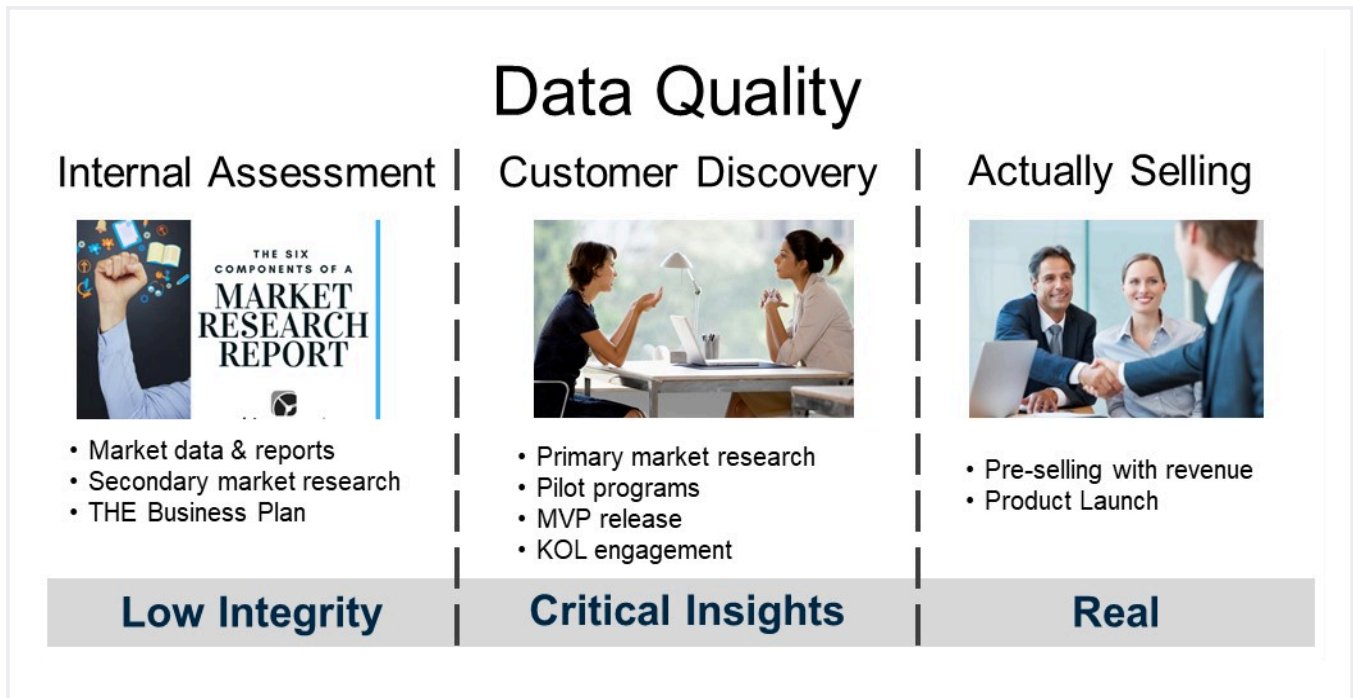 Data Quality
Internal Assessment
THE SIX
COMPONENTS OF A
MARKET
RESEARCH
REPORT
• Market data & reports
• Secondary market research
• THE Business Plan
Low Integrity
Customer Discovery
• Primary market research
• Pilot programs
• MVP release
• KOL engagement
Critical Insights
Actually Selling
• Pre-selling with revenue
• Product Launch
Real